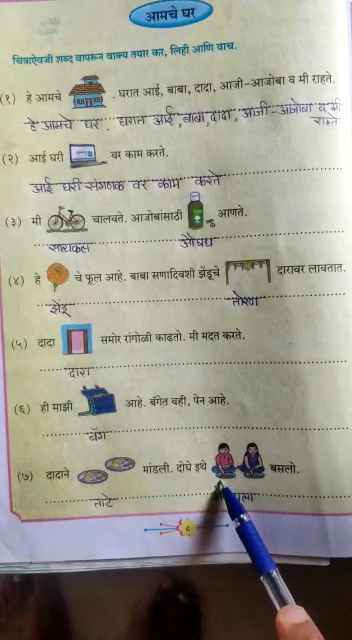 आमचे घर
चित्राऐवजी शब्द वापरून वाक्य तयार कर, लिही आणि वाच.
(१) हे आमचे . घरात आई, बाबा, दादा, आजी-आजोबा व मी राहते.
हे आमचे घर. घरात आई, बाबा, दादा, आजी-आजोबा व मी
राहते
(२) आई घरी वर काम करते.
आई घरी संगणक वर काम करते
(३) मी चालवते. आजोबांसाठी आणते.
सायकल औषध
(४) हे चे फूल आहे. बाबा सणादिवशी झेंडूचे दारावर लावतात.
झेंडू तोरण
(५) दादा समोर रांगोळी काढतो. मी मदत करते.
दारा
(६) ही माझी आहे. बॅगेत वही, पेन आहे.
बॅग
(७) दादाने मांडली. दोघे इथे बसलो.
ताटे